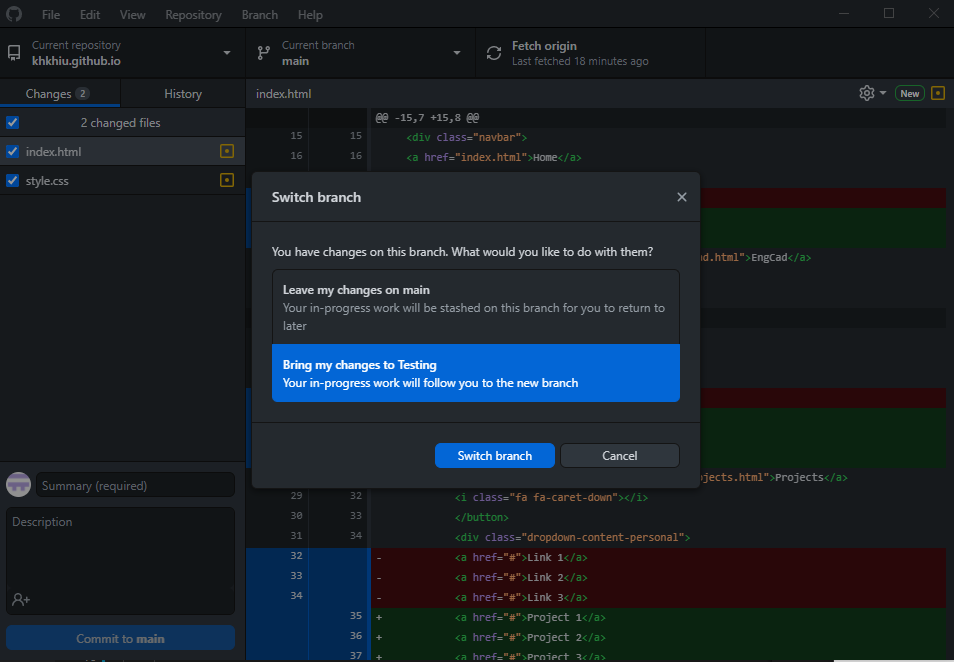 File Edit View Repository Branch Help
Current repository
khkhiu.github.io
Current branch
main
Fetch origin
Last fetched 18 minutes ago
Changes 2
History
index.html
New
2 changed files
index.html
style.css
@@ -15,7 +15,8 @@
15 15 <div class="navbar">
16 16 <a href="index.html">Home</a>
Switch branch
You have changes on this branch. What would you like to do with them?
Leave my changes on main
Your in-progress work will be stashed on this branch for you to return to
later
Bring my changes to Testing
Your in-progress work will follow you to the new branch
Switch branch
Cancel
d.html">EngCad</a>
jects.html">Projects</a>
29 32 <i class="fa fa-caret-down"></i>
30 33 </button>
31 34 <div class="dropdown-content-personal">
32 - <a href="#">Link 1</a>
33 - <a href="#">Link 2</a>
34 - <a href="#">Link 3</a>
35 + <a href="#">Project 1</a>
36 + <a href="#">Project 2</a>
37 + <a href="#">Project 3</a>
Summary (required)
Description
Commit to main